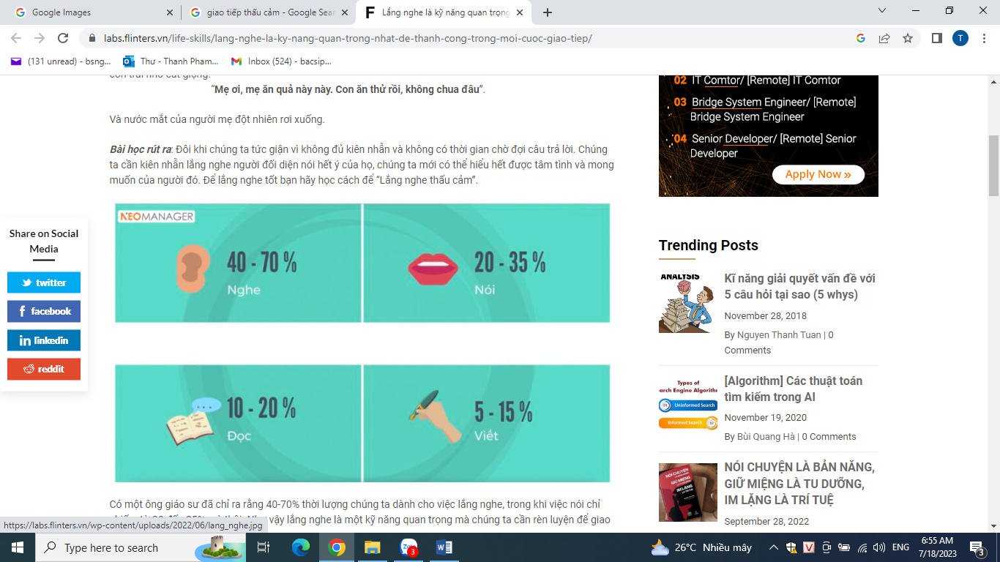 Google Images
giao tiếp thấu cảm - Google Sear
Lắng nghe là kỹ năng quan trọng
labs.flinters.vn/life-skills/lang-nghe-la-ky-nang-quan-trong-nhat-de-thanh-cong-trong-moi-cuoc-giao-tiep/
T
(131 unread) - bsng...
Thư - Thanh Pham...
Inbox (524) - bacsip...
“Mẹ ơi, mẹ ăn quả này này. Con ăn thử rồi, không chua đâu”.
Và nước mắt của người mẹ đột nhiên rơi xuống.
Bài học rút ra: Đôi khi chúng ta tức giận vì không đủ kiên nhẫn và không có thời gian chờ đợi câu trả lời. Chúng
ta cần kiên nhẫn lắng nghe người đối diện nói hết ý của họ, chúng ta mới có thể hiểu hết được tâm tình và mong
muốn của người đó. Để lắng nghe tốt bạn hãy học cách để “Lắng nghe thấu cảm”.
NEOMANAGER
40 - 70 %
Nghe
20 - 35 %
Nói
10 - 20 %
Đọc
5 - 15 %
Viết
Có một ông giáo sư đã chỉ ra rằng 40-70% thời lượng chúng ta dành cho việc lắng nghe, trong khi việc nói chỉ
vậy lắng nghe là một kỹ năng quan trọng mà chúng ta cần rèn luyện để giao
https://labs.flinters.vn/wp-content/uploads/2022/06/lang_nghe.jpg
Share on Social
Media
twitter
facebook
linkedin
reddit
02 IT Comtor/ [Remote] IT Comtor
03 Bridge System Engineer/ [Remote]
Bridge System Engineer
04 Senior Developer/ [Remote] Senior
Developer
Apply Now »
Trending Posts
ANALYSIS
Kĩ năng giải quyết vấn đề với
5 câu hỏi tại sao (5 whys)
November 28, 2018
By Nguyen Thanh Tuan | 0
Comments
Types of
earch Engine Algorithm
Uninformed Search
Informed Search
[Algorithm] Các thuật toán
tìm kiếm trong AI
November 19, 2020
By Bùi Quang Hà | 0 Comments
NÓI CHUYỆN LÀ BẢN NĂNG,
GIỮ MIỆNG LÀ TU DƯỠNG,
IM LẶNG LÀ TRÍ TUỆ
September 28, 2022
Type here to search
Zalo
3
26°C Nhiều mây
V
ENG
6:55 AM
7/18/2023
3